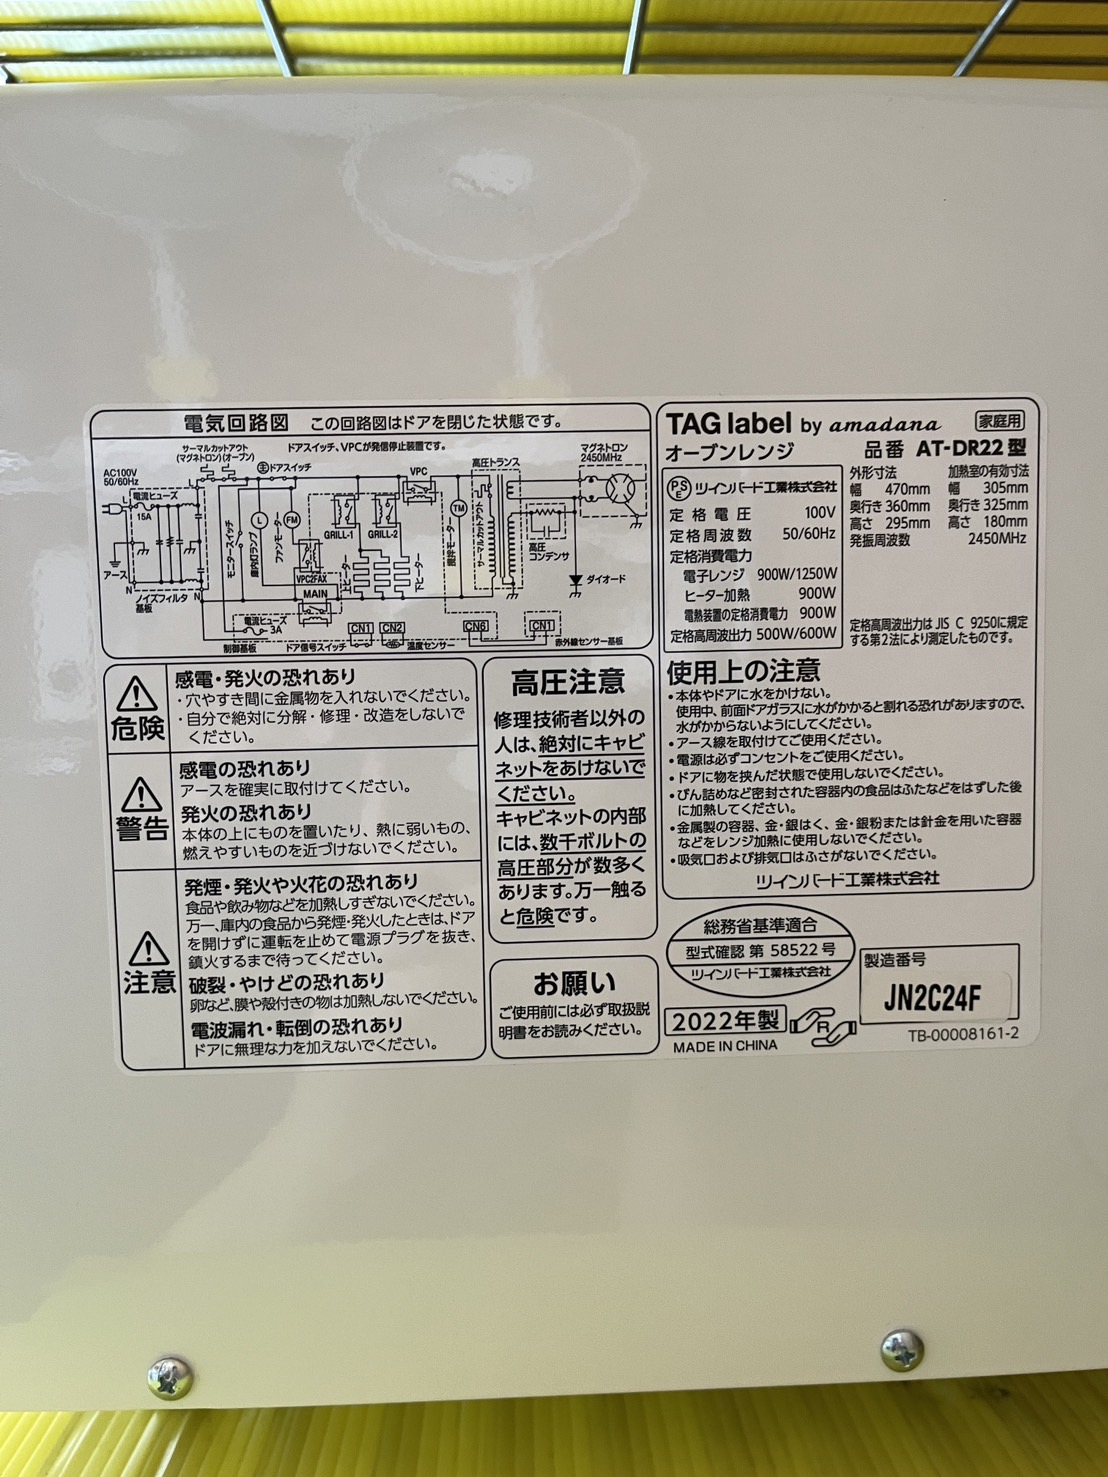 電気回路図 この回路図はドアを閉じた状態です。
ドアスイッチ、VPCが発信停止装置です。
サーマルカットアウト
(マグネトロン)(オーブン)
主ドアスイッチ
AC100V
50/60Hz
電流ヒューズ
15A
L
L
N
N
アース
ノイズフィルタ
基板
モニタースイッチ
庫内灯ランプ
L
ファンモーター
FM
GRILL-1
GRILL-2
VPC
VPC2FAX
MAIN
上ヒーター
下ヒーター
TM
高圧トランス
サーマルカットアウト
マグネトロン
2450MHz
高圧
コンデンサ
ダイオード
電流ヒューズ
3A
制御基板
ドア信号スイッチ
CN1
CN2
温度センサー
CN6
CN1
赤外線センサー基板
危険
感電・発火の恐れあり
・穴やすき間に金属物を入れないでください。
・自分で絶対に分解・修理・改造をしないで
ください。
警告
感電の恐れあり
アースを確実に取付けてください。
発火の恐れあり
本体の上にものを置いたり、熱に弱いもの、
燃えやすいものを近づけないでください。
注意
発煙・発火や火花の恐れあり
食品や飲み物などを加熱しすぎないでください。
万一、庫内の食品から発煙・発火したときは、ドア
を開けずに運転を止めて電源プラグを抜き、
鎮火するまで待ってください。
破裂・やけどの恐れあり
卵など、膜や殻付きの物は加熱しないでください。
電波漏れ・転倒の恐れあり
ドアに無理な力を加えないでください。
高圧注意
修理技術者以外の
人は、絶対にキャビ
ネットをあけないで
ください。
キャビネットの内部
には、数千ボルトの
高圧部分が数多く
あります。万一触る
と危険です。
お願い
ご使用前には必ず取扱説
明書をお読みください。
TAG label by amadana 家庭用
オーブンレンジ 品番 AT-DR22型
PSE ツインバード工業株式会社
定格電圧 100V
定格周波数 50/60Hz
定格消費電力
電子レンジ 900W/1250W
ヒーター加熱 900W
電熱装置の定格消費電力 900W
定格高周波出力 500W/600W
外形寸法 加熱室の有効寸法
幅 470mm 幅 305mm
奥行き 360mm 奥行き 325mm
高さ 295mm 高さ 180mm
発振周波数 2450MHz
定格高周波出力は JIS C 9250に規定
する第2法により測定したものです。
使用上の注意
・本体やドアに水をかけない。
使用中、前面ドアガラスに水がかかると割れる恐れがありますので、
水がかからないようにしてください。
・アース線を取付けてご使用ください。
・電源は必ずコンセントをご使用ください。
・ドアに物を挟んだ状態で使用しないでください。
・びん詰めなど密封された容器内の食品はふたなどをはずした後
に加熱してください。
・金属製の容器、金・銀はく、金・銀粉または針金を用いた容器
などをレンジ加熱に使用しないでください。
・吸気口および排気口はふさがないでください。
ツインバード工業株式会社
総務省基準適合
型式確認 第 58522 号
ツインバード工業株式会社
2022年製
MADE IN CHINA
R
製造番号
JN2C24F
TB-00008161-2